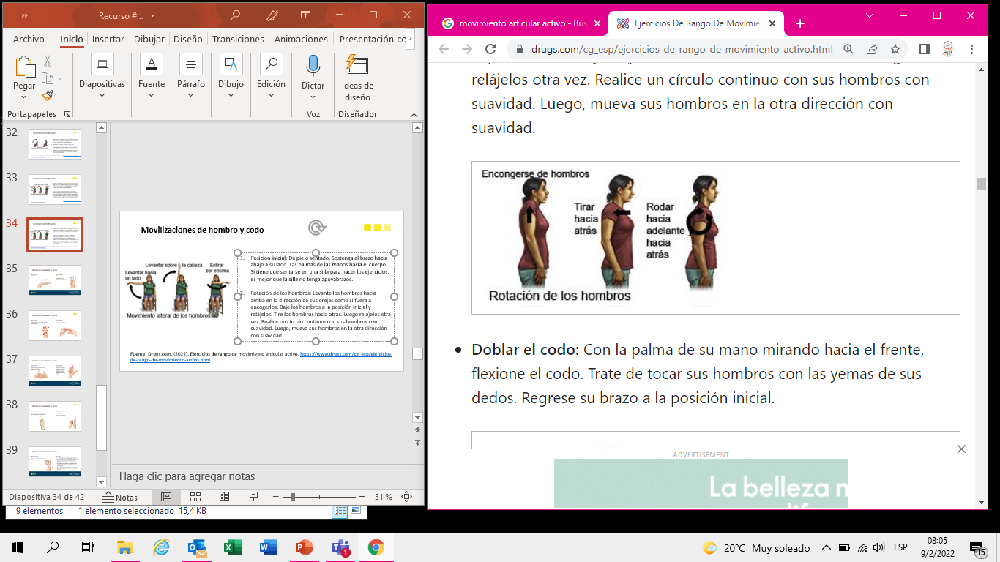 Recurso #...
Archivo Inicio Insertar Dibujar Diseño Transiciones Animaciones Presentación co
Pegar
Diapositivas
Fuente
Párrafo
Dibujo
Edición
Dictar
Ideas de
diseño
Portapapeles
Voz
Diseñador
32
33
34
35
36
37
38
39
Movilizaciones de hombro y codo
Levantar sobre la cabeza
Estirar
por encima
Levantar hacia
un lado
Movimiento lateral de los hombros
1. Posición inicial: De pie o sentado. Sostenga el brazo hacia
abajo a su lado. Las palmas de las manos hacia el cuerpo.
Si tiene que sentarse en una silla para hacer los ejercicios,
es mejor que la silla no tenga apoyabrazos.
2. Rotación de los hombros: Levante los hombros hacia
arriba en la dirección de sus orejas como si fuera a
encogerlos. Baje los hombros a la posición inicial y
relájelos. Tire los hombros hacia atrás. Luego relájelos otra
vez. Realice un círculo continuo con sus hombros con
suavidad. Luego, mueva sus hombros en la otra dirección
con suavidad.
Fuente: Drugs.com. (2022). Ejercicios de rango de movimiento articular activo. https://www.drugs.com/cg_esp/ejercicios-
de-rango-de-movimiento-activo.html
Haga clic para agregar notas
Diapositiva 34 de 42
Notas
31 %
9 elementos 1 elemento seleccionado 15,4 KB
movimiento articular activo - Bús
Ejercicios De Rango De Movimier
drugs.com/cg_esp/ejercicios-de-rango-de-movimiento-activo.html
relájelos otra vez. Realice un círculo continuo con sus hombros con
suavidad. Luego, mueva sus hombros en la otra dirección con
suavidad.
Encongerse de hombros
Tirar
hacia
atrás
Rodar
hacia
adelante
hacia
atrás
Rotación de los hombros
• Doblar el codo: Con la palma de su mano mirando hacia el frente,
flexione el codo. Trate de tocar sus hombros con las yemas de sus
dedos. Regrese su brazo a la posición inicial.
ADVERTISEMENT
La belleza n
20°C Muy soleado
ESP
08:05
9/2/2022
15
1